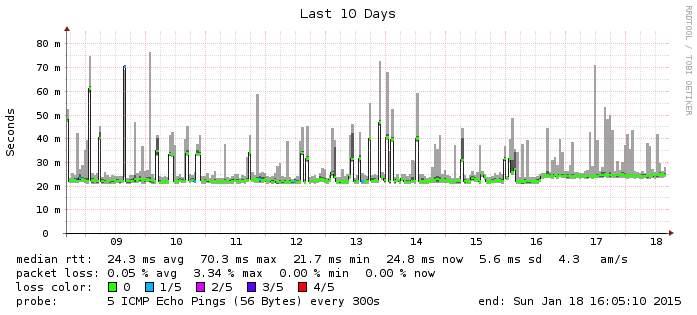 Last 10 Days
RRDTOOL / TOBI OETIKER
Seconds
80 m
70 m
60 m
50 m
40 m
30 m
20 m
10 m
0
09 10 11 12 13 14 15 16 17 18
median rtt: 24.3 ms avg 70.3 ms max 21.7 ms min 24.8 ms now 5.6 ms sd 4.3 am/s
packet loss: 0.05 % avg 3.34 % max 0.00 % min 0.00 % now
loss color: 0 1/5 2/5 3/5 4/5
probe: 5 ICMP Echo Pings (56 Bytes) every 300s end: Sun Jan 18 16:05:10 2015